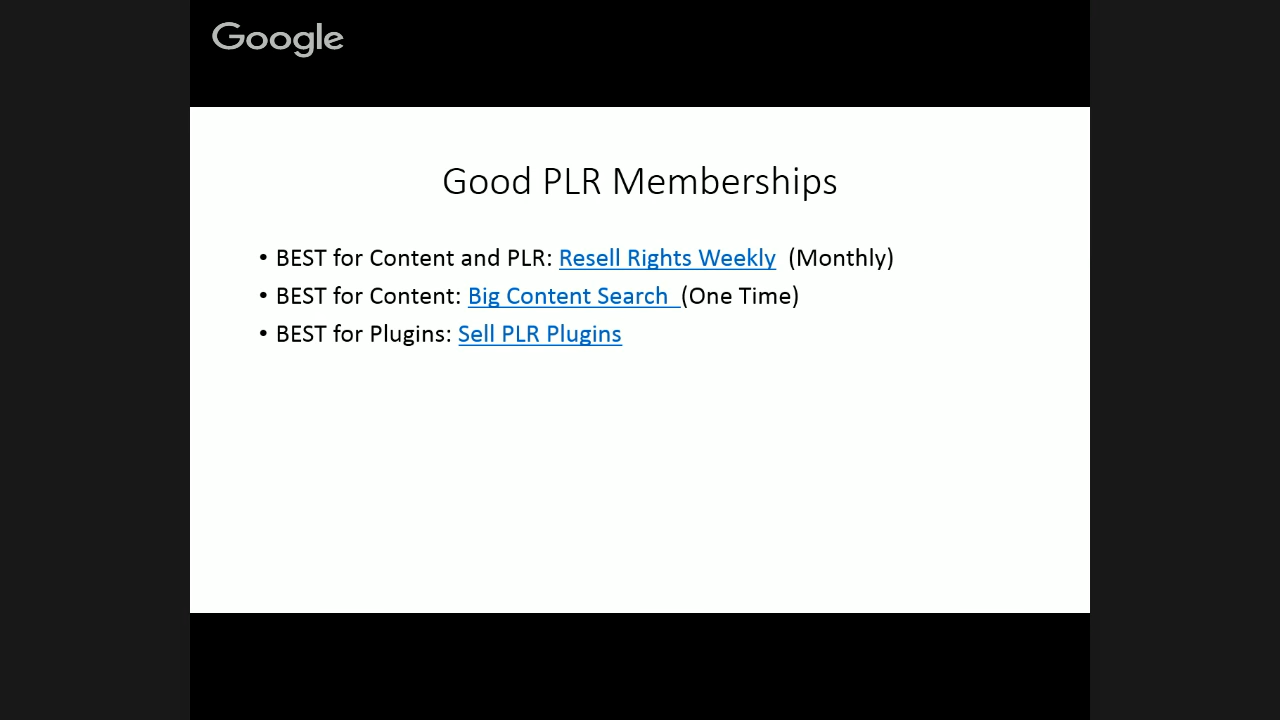 Google
Good PLR Memberships
• BEST for Content and PLR: Resell Rights Weekly (Monthly)
• BEST for Content: Big Content Search (One Time)
• BEST for Plugins: Sell PLR Plugins